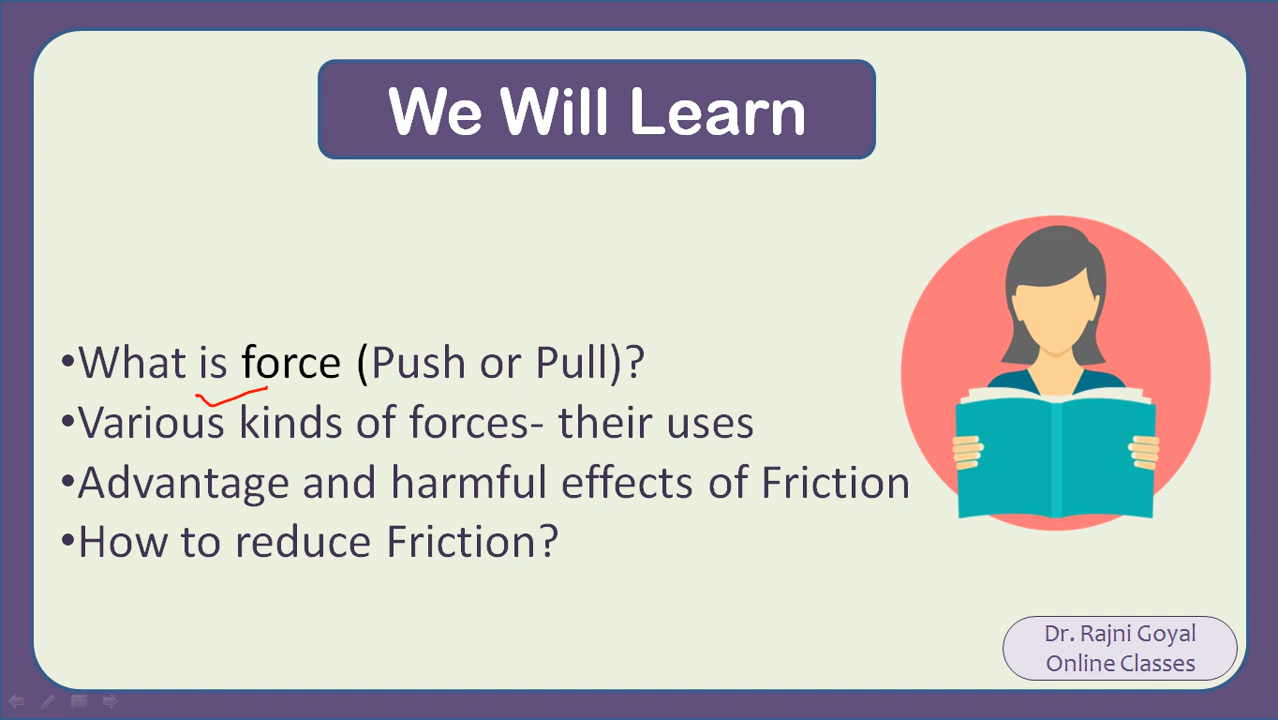 We Will Learn
•What is force (Push or Pull)?
•Various kinds of forces- their uses
•Advantage and harmful effects of Friction
•How to reduce Friction?
Dr. Rajni Goyal
Online Classes